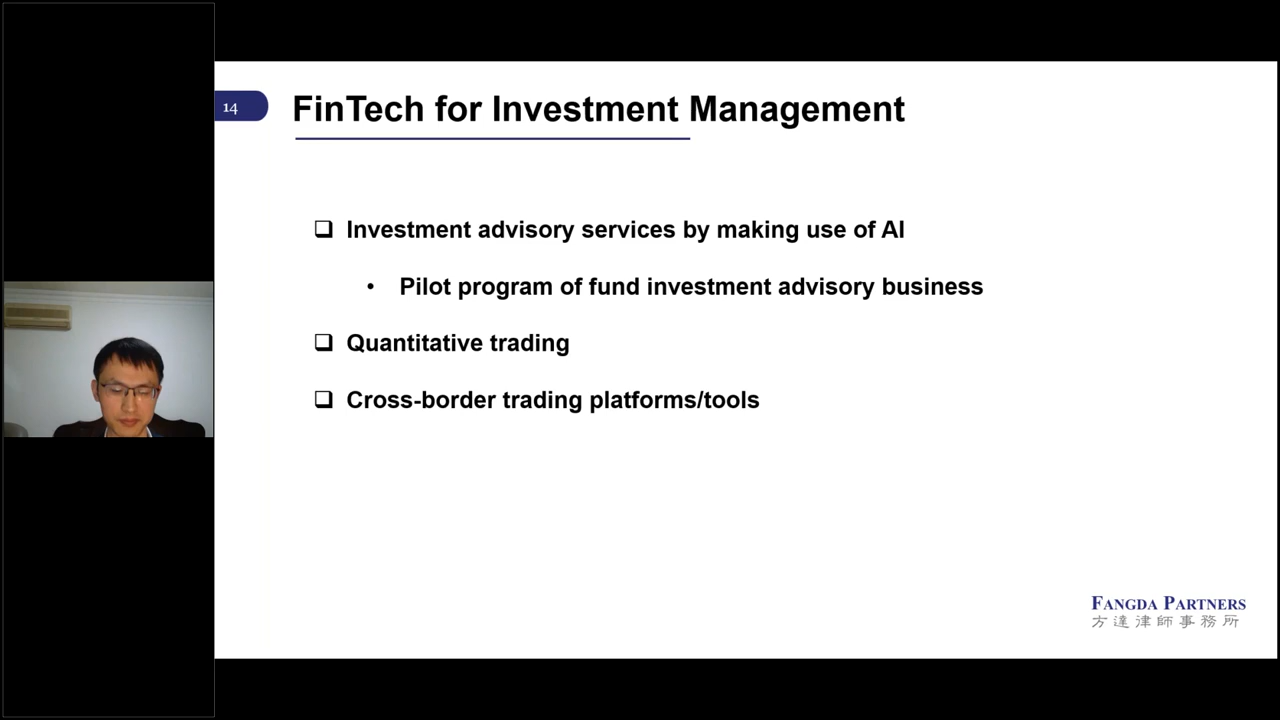 14
FinTech for Investment Management
❑ Investment advisory services by making use of AI
• Pilot program of fund investment advisory business
❑ Quantitative trading
❑ Cross-border trading platforms/tools
FANGDA PARTNERS
方達律師事務所